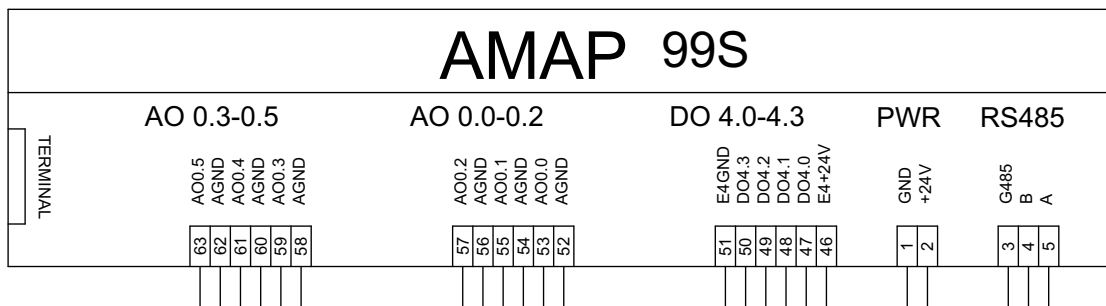 AMAP 99S
AO 0.3-0.5 AO 0.0-0.2 DO 4.0-4.3 PWR RS485
TERMINAL
AO0.5
AGND
AO0.4
AGND
AO0.3
AGND
AO0.2
AGND
AO0.1
AGND
AO0.0
AGND
E4GND
DO4.3
DO4.2
DO4.1
DO4.0
E4+24V
GND
+24V
G485
B
A
63 62 61 60 59 58 57 56 55 54 53 52 51 50 49 48 47 46 1 2 3 4 5